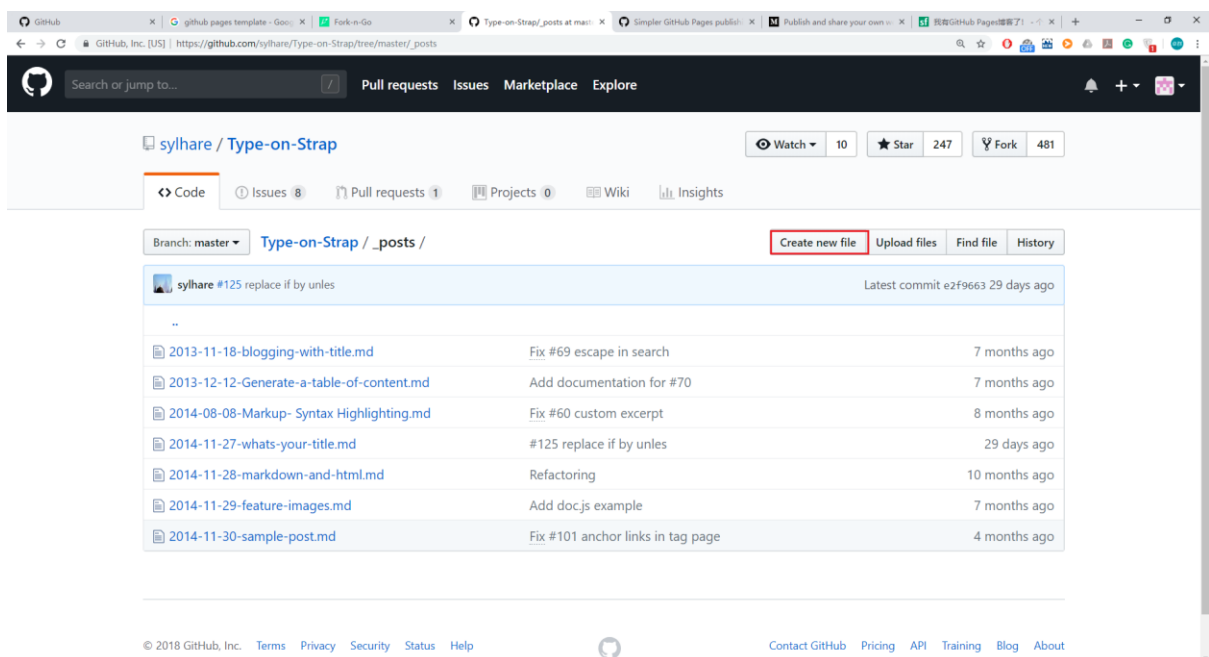 GitHub
github pages template - Goog
Fork-n-Go
Type-on-Strap/_posts at mast
Simpler GitHub Pages publish
Publish and share your own w
GitHub, Inc. [US] | https://github.com/sylhare/Type-on-Strap/tree/master/_posts
OFF
1
Search or jump to...
/
Pull requests Issues Marketplace Explore
sylhare / Type-on-Strap
Watch 10 Star 247 Fork 481
Code Issues 8 Pull requests 1 Projects 0 Wiki Insights
Branch: master Type-on-Strap / _posts /
Create new file Upload files Find file History
sylhare #125 replace if by unles Latest commit e2f9663 29 days ago
..
2013-11-18-blogging-with-title.md Fix #69 escape in search 7 months ago
2013-12-12-Generate-a-table-of-content.md Add documentation for #70 7 months ago
2014-08-08-Markup- Syntax Highlighting.md Fix #60 custom excerpt 8 months ago
2014-11-27-whats-your-title.md #125 replace if by unles 29 days ago
2014-11-28-markdown-and-html.md Refactoring 10 months ago
2014-11-29-feature-images.md Add doc.js example 7 months ago
2014-11-30-sample-post.md Fix #101 anchor links in tag page 4 months ago
© 2018 GitHub, Inc. Terms Privacy Security Status Help
Contact GitHub Pricing API Training Blog About